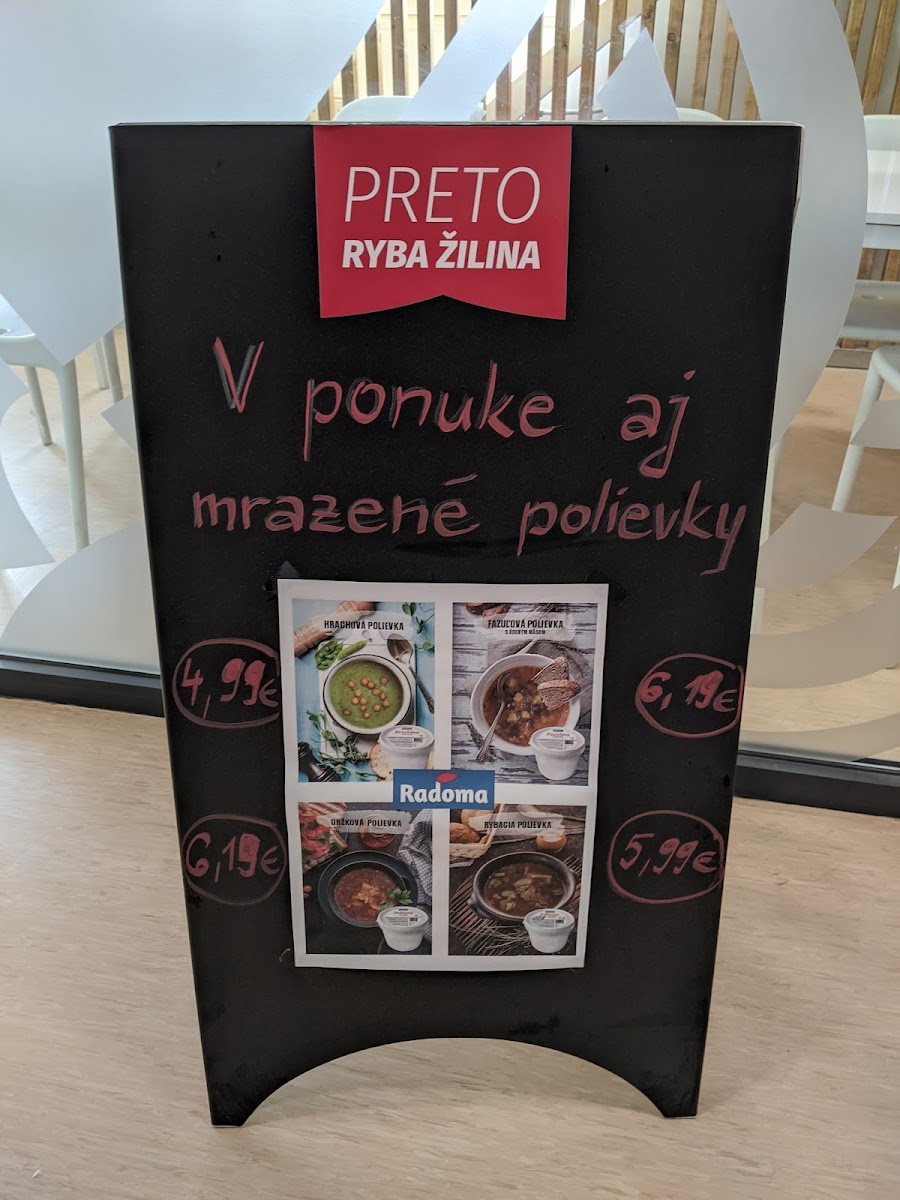 PRETO
RYBA ŽILINA
V ponuke aj
mrazené polievky
HRACHOVÁ POLIEVKA
FAZUĽOVÁ POLIEVKA
S ÚDENÝM MÄSOM
4,99€
6,19€
Radoma
DRŽKOVÁ POLIEVKA
RYBACIA POLIEVKA
6,19€
5,99€